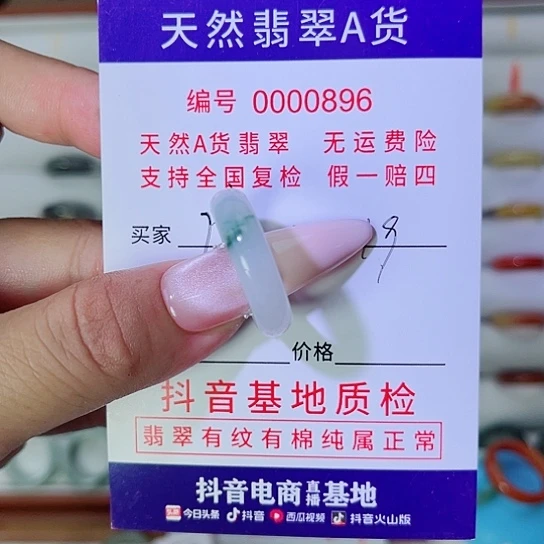 天然翡翠A货
编号 0000896
天然A货翡翠 无运费险
支持全国复检 假一赔四
买家
价格
抖音基地质检
翡翠有纹有棉纯属正常
抖音电商直播基地
今日头条 抖音 西瓜视频 抖音火山版